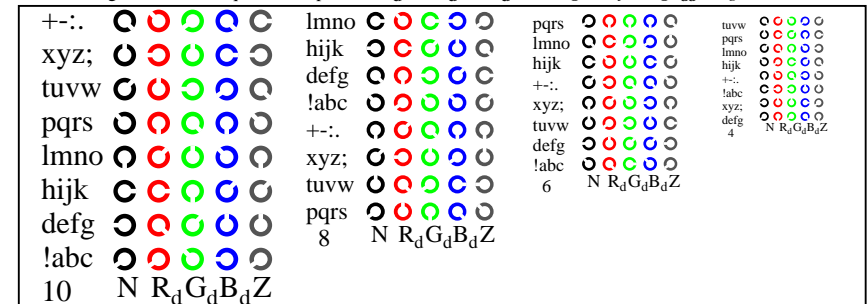 +-:.
xyz;
tuvw
pqrs
lmno
hijk
defg
!abc
10 N RdGdBdZ
lmno
hijk
defg
!abc
+-:.
xyz;
tuvw
pqrs
8 N RdGdBdZ
pqrs
lmno
hijk
+-:.
xyz;
tuvw
defg
!abc
6 N RdGdBdZ
tuvw
pqrs
lmno
hijk
+-:.
!abc
xyz;
defg
4 N RdGdBdZ